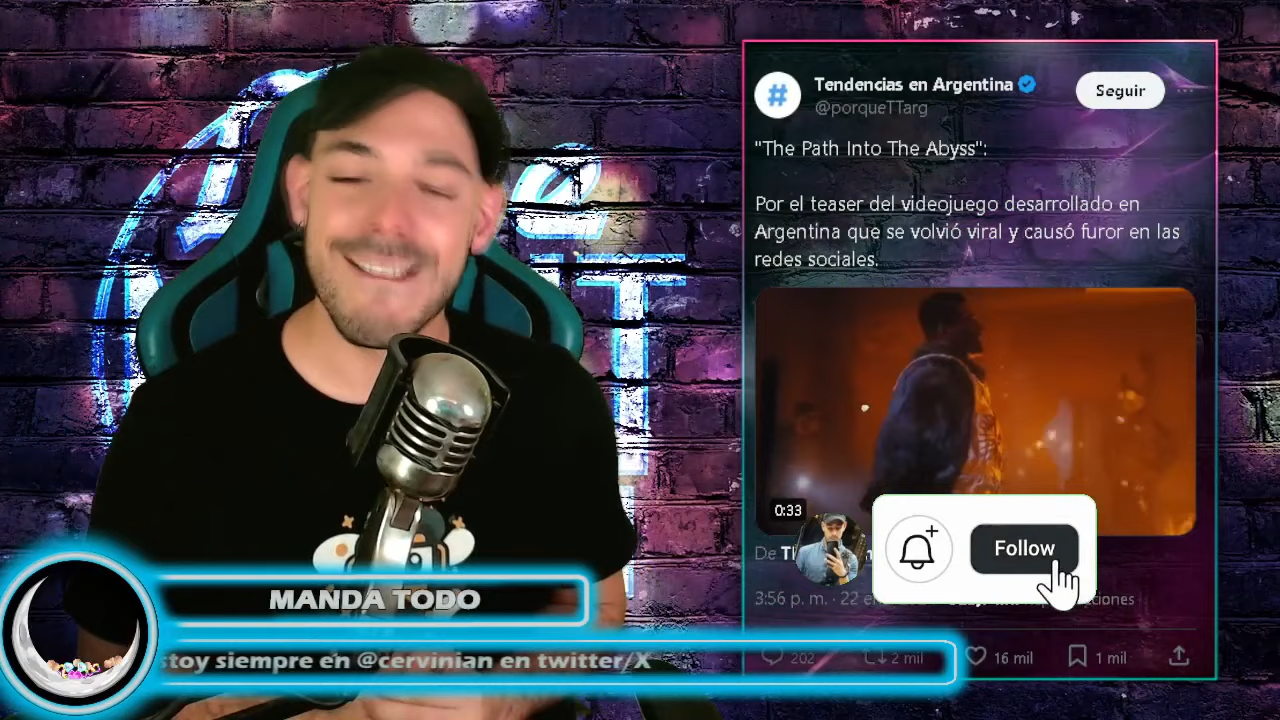 Tendencias en Argentina
Seguir
@porqueTTarg
"The Path Into The Abyss":
Por el teaser del videojuego desarrollado en
Argentina que se volvió viral y causó furor en las
redes sociales.
0:33
De
Follow
3:56 p. m. · 22
202
2 mil
16 mil
1 mil
MANDA TODO
stoy siempre en @cervinian en twitter/X